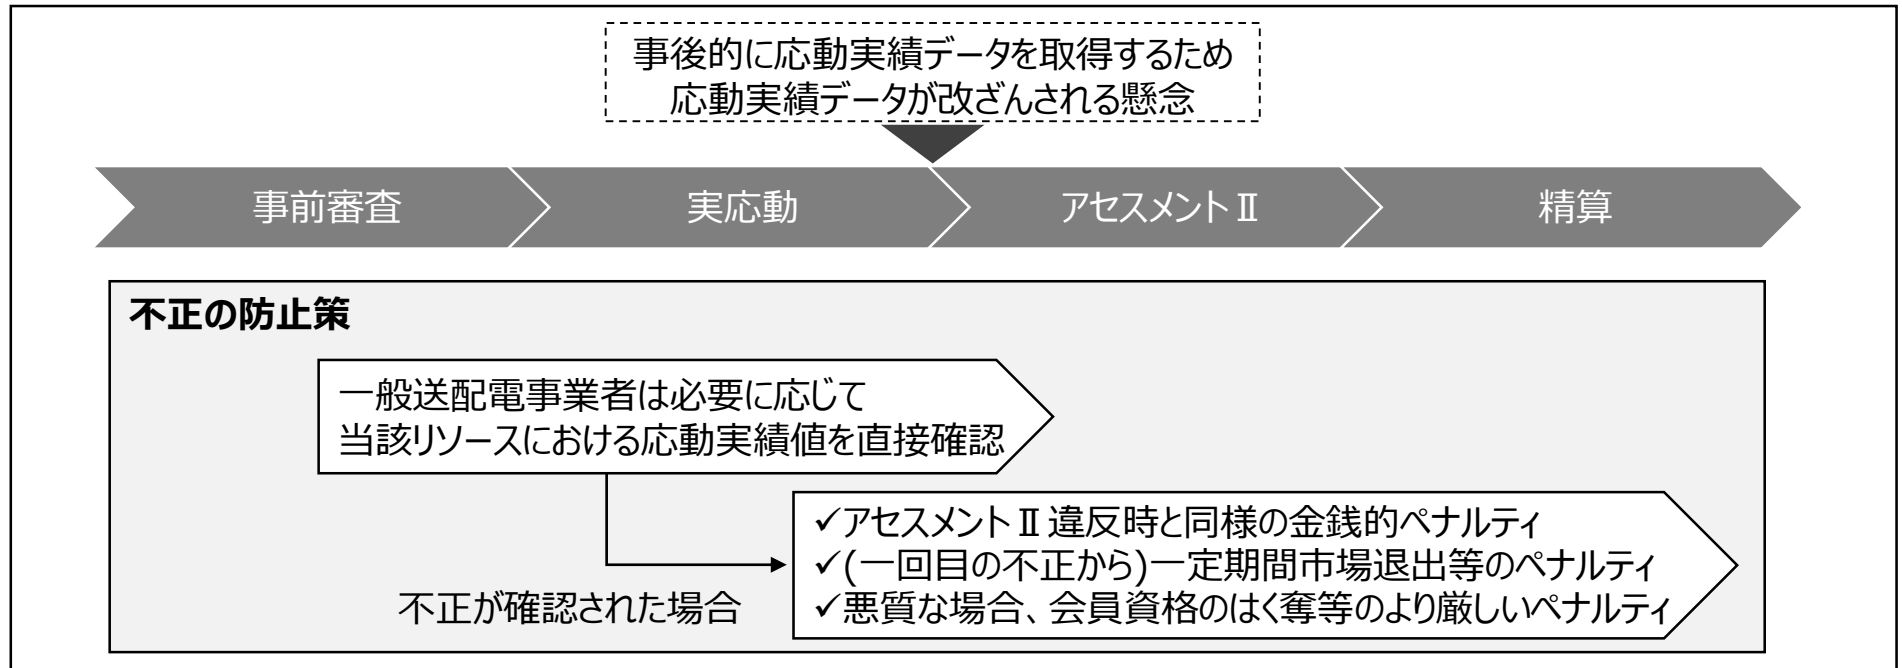 事後的に応動実績データを取得するため
応動実績データが改ざんされる懸念
事前審査
実応動
アセスメントⅡ
精算
不正の防止策
一般送配電事業者は必要に応じて
当該リソースにおける応動実績値を直接確認
✓アセスメントⅡ違反時と同様の金銭的ペナルティ
✓(一回目の不正から)一定期間市場退出等のペナルティ
✓悪質な場合、会員資格のはく奪等のより厳しいペナルティ
不正が確認された場合